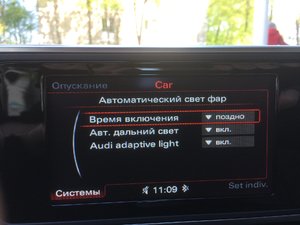 Опускание Car
Автоматический свет фар
Время включения ▼ поздно
Авт. дальний свет ▼ вкл.
Audi adaptive light ▼ вкл.
Системы 11:09 Set indiv.